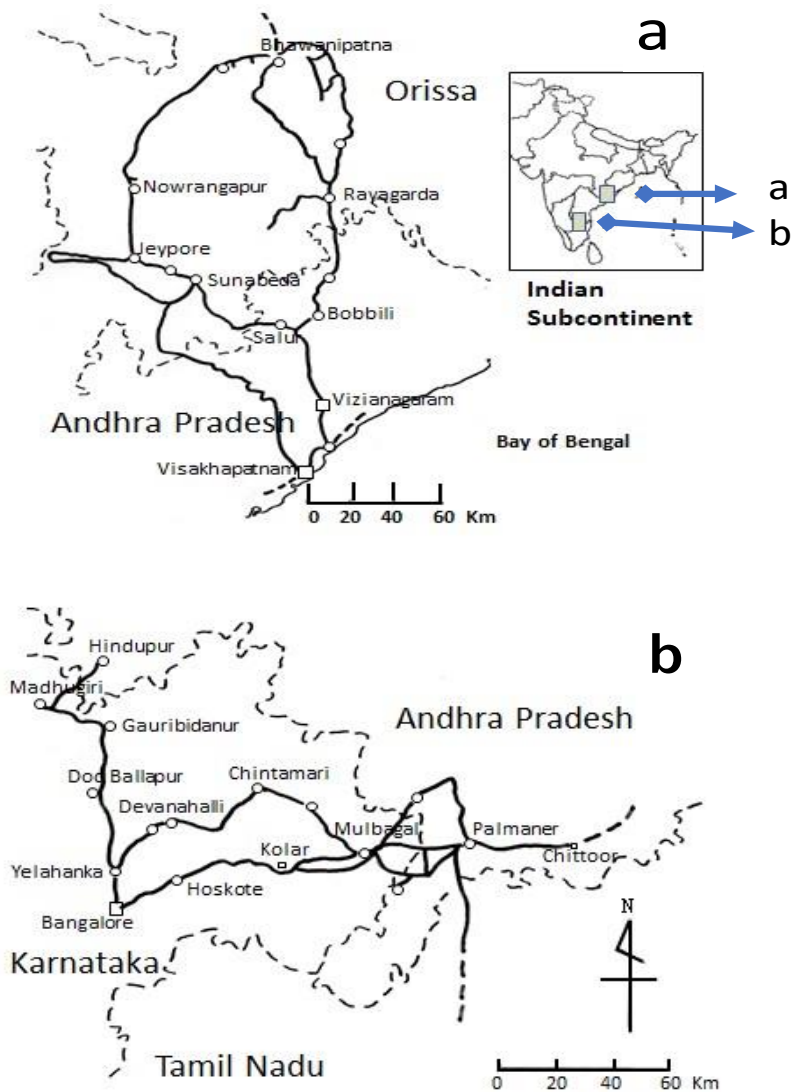 a
Bhawanipatna
Orissa
Nowrangapur
Rayagarda
a
b
Jeypore
Sunabeda
Indian
Subcontinent
Bobbili
Salur
Vizianagaram
Andhra Pradesh
Bay of Bengal
Visakhapatnam
0 20 40 60 Km
b
Hindupur
Madhugiri
Andhra Pradesh
Gauribidanur
Dod Ballapur
Chintamari
Devanahalli
Mulbagal
Palmaner
Kolar
Chittoor
Yelahanka
Hoskote
Bangalore
N
Karnataka
Tamil Nadu
0 20 40 60 Km